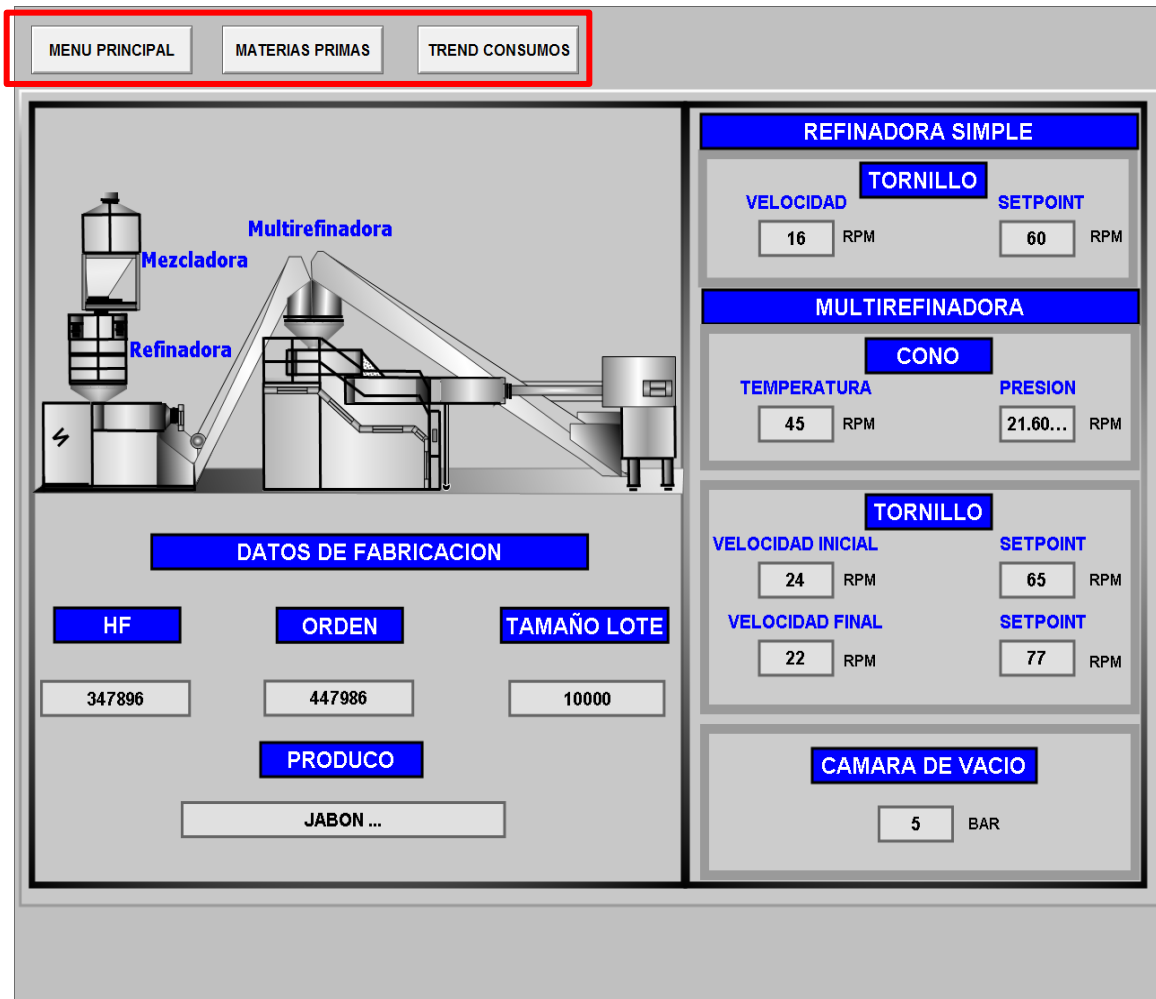 MENU PRINCIPAL MATERIAS PRIMAS TREND CONSUMOS
Multirefinadora
Mezcladora
Refinadora
DATOS DE FABRICACION
HF ORDEN TAMAÑO LOTE
347896 447986 10000
PRODUCO
JABON ...
REFINADORA SIMPLE
TORNILLO
VELOCIDAD SETPOINT
16 RPM 60 RPM
MULTIREFINADORA
CONO
TEMPERATURA PRESION
45 RPM 21.60... RPM
TORNILLO
VELOCIDAD INICIAL SETPOINT
24 RPM 65 RPM
VELOCIDAD FINAL SETPOINT
22 RPM 77 RPM
CAMARA DE VACIO
5 BAR